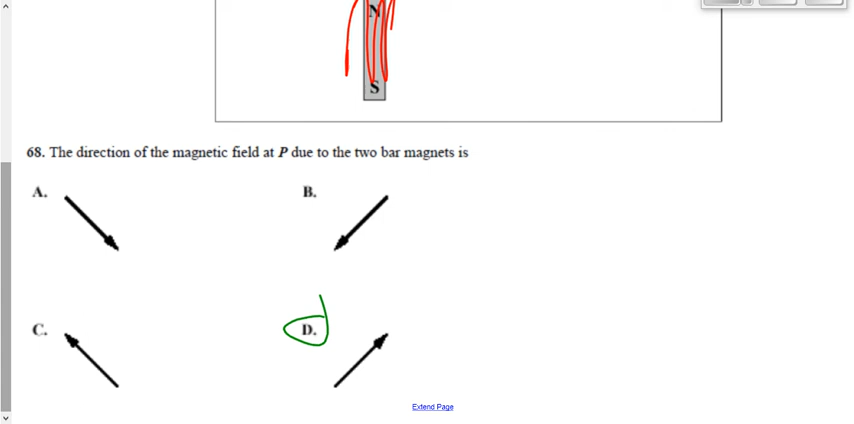 N
S
68. The direction of the magnetic field at P due to the two bar magnets is
A.
B.
C.
D.
Extend Page